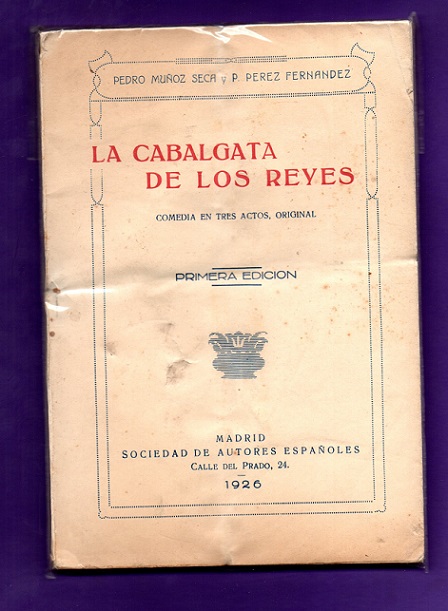 PEDRO MUÑOZ SECA y P. PEREZ FERNANDEZ
LA CABALGATA
DE LOS REYES
COMEDIA EN TRES ACTOS, ORIGINAL
PRIMERA EDICION
MADRID
SOCIEDAD DE AUTORES ESPAÑOLES
CALLE DEL PRADO, 24.
1926